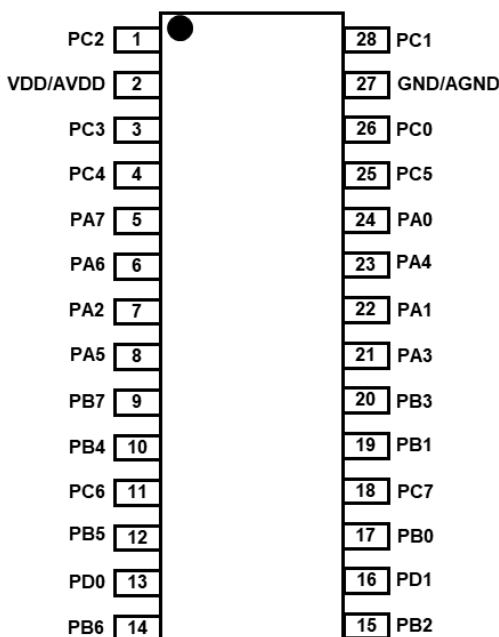 PC2 1 28 PC1
VDD/AVDD 2 27 GND/AGND
PC3 3 26 PC0
PC4 4 25 PC5
PA7 5 24 PA0
PA6 6 23 PA4
PA2 7 22 PA1
PA5 8 21 PA3
PB7 9 20 PB3
PB4 10 19 PB1
PC6 11 18 PC7
PB5 12 17 PB0
PD0 13 16 PD1
PB6 14 15 PB2